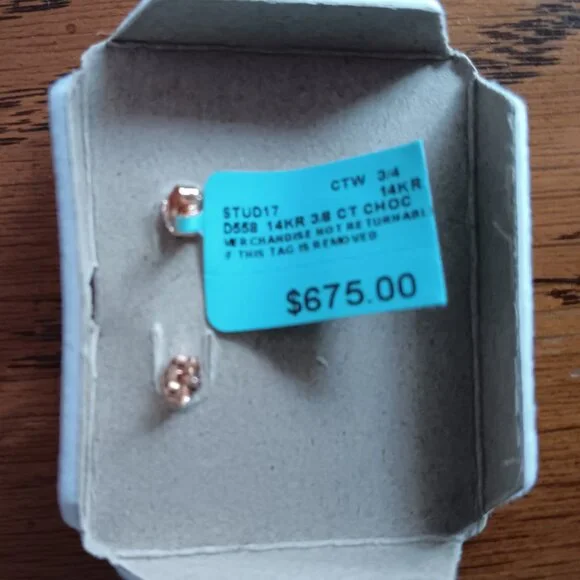 CTW 3/4
STUD17 14KR
D558 14KR 3/8 CT CHOC
MERCHANDISE NOT RETURNABL
IF THIS TAG IS REMOVED
$675.00